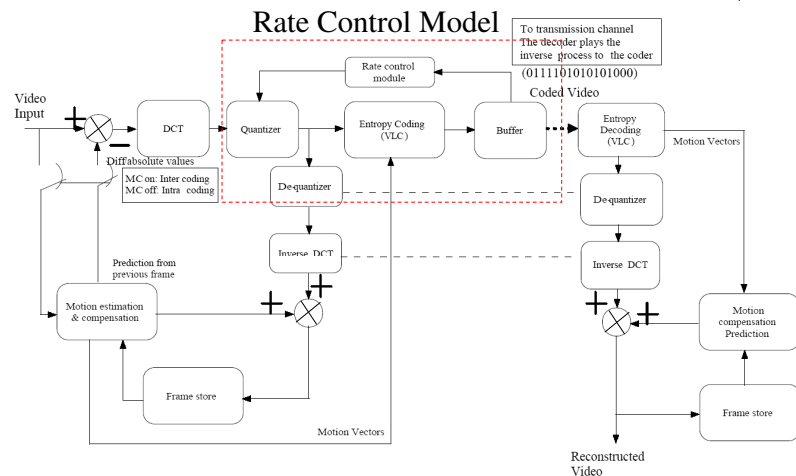 Rate Control Model
To transmission channel
The decoder plays the
inverse process to the coder
(0111101010101000)
Rate control
module
Coded Video
Video
Input
+
−
DCT
Quantizer
Entropy Coding
(VLC)
Buffer
Entropy
Decoding
(VLC)
Motion Vectors
Diff absolute values
MC on: Inter coding
MC off: Intra coding
De-quantizer
De-quantizer
Prediction from
previous frame
Inverse DCT
Inverse DCT
+
+
+
+
Motion estimation
& compensation
Motion
compensation
Prediction
Frame store
Frame store
Motion Vectors
Reconstructed
Video